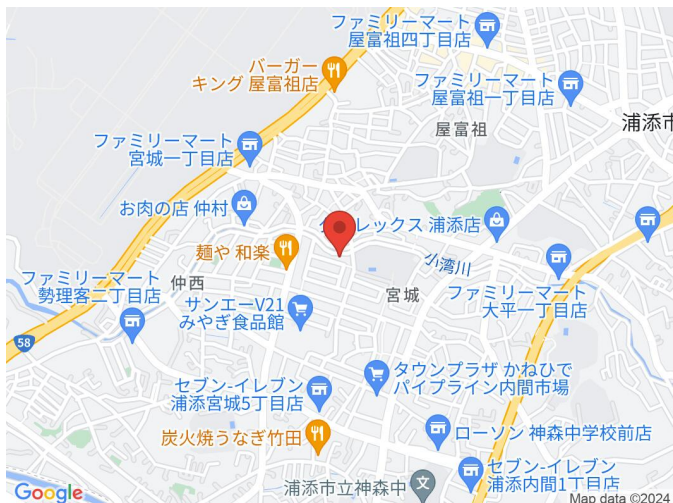 ファミリーマート
屋富祖四丁目店
バーガー
キング 屋富祖店
ファミリーマート
屋富祖一丁目店
屋富祖
浦添市
ファミリーマート
宮城一丁目店
お肉の店 仲村
レックス 浦添店
麺や 和楽
小湾川
ファミリーマート
勢理客二丁目店
仲西
宮城
ファミリーマート
大平一丁目店
サンエーV21
みやぎ食品館
58
タウンプラザ かねひで
パイプライン内間市場
セブン-イレブン
浦添宮城5丁目店
炭火焼うなぎ竹田
ローソン 神森中学校前店
セブン-イレブン
浦添内間1丁目店
浦添市立神森中
Google
Map data ©2024